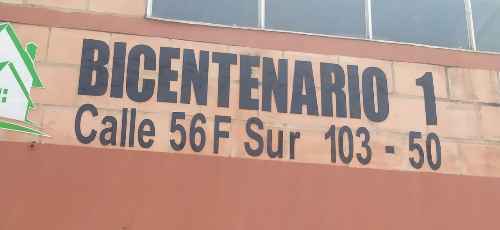 BICENTENARIO 1
Calle 56F Sur 103 - 50